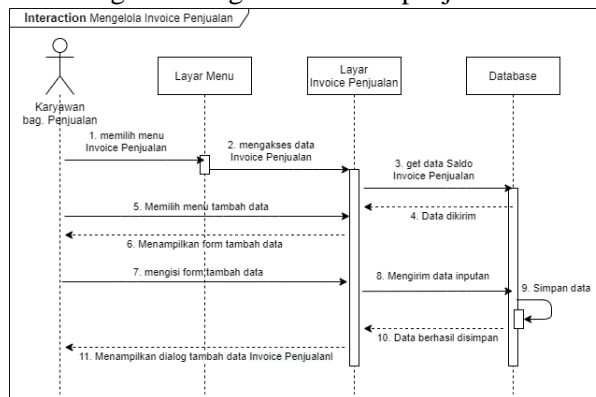 Interaction Mengelola Invoice Penjualan
Layar Menu
Layar
Invoice Penjualan
Database
Karyawan
bag. Penjualan
1. memilih menu
Invoice Penjualan
2. mengakses data
Invoice Penjualan
3. get data Saldo
Invoice Penjualan
5. Memilih menu tambah data
4. Data dikirim
6. Menampilkan form tambah data
7. mengisi form tambah data
8. Mengirim data inputan
9. Simpan data
10. Data berhasil disimpan
11. Menampilkan dialog tambah data Invoice Penjualanl